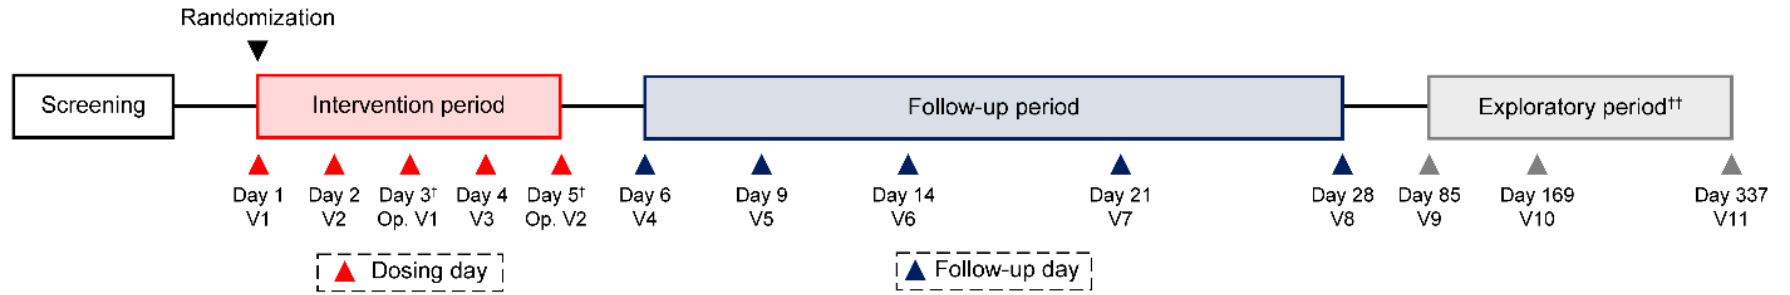 Randomization
Screening
Intervention period
Follow-up period
Exploratory period††
Day 1
V1
Day 2
V2
Day 3†
Op. V1
Day 4
V3
Day 5†
Op. V2
Day 6
V4
Day 9
V5
Day 14
V6
Day 21
V7
Day 28
V8
Day 85
V9
Day 169
V10
Day 337
V11
Dosing day
Follow-up day